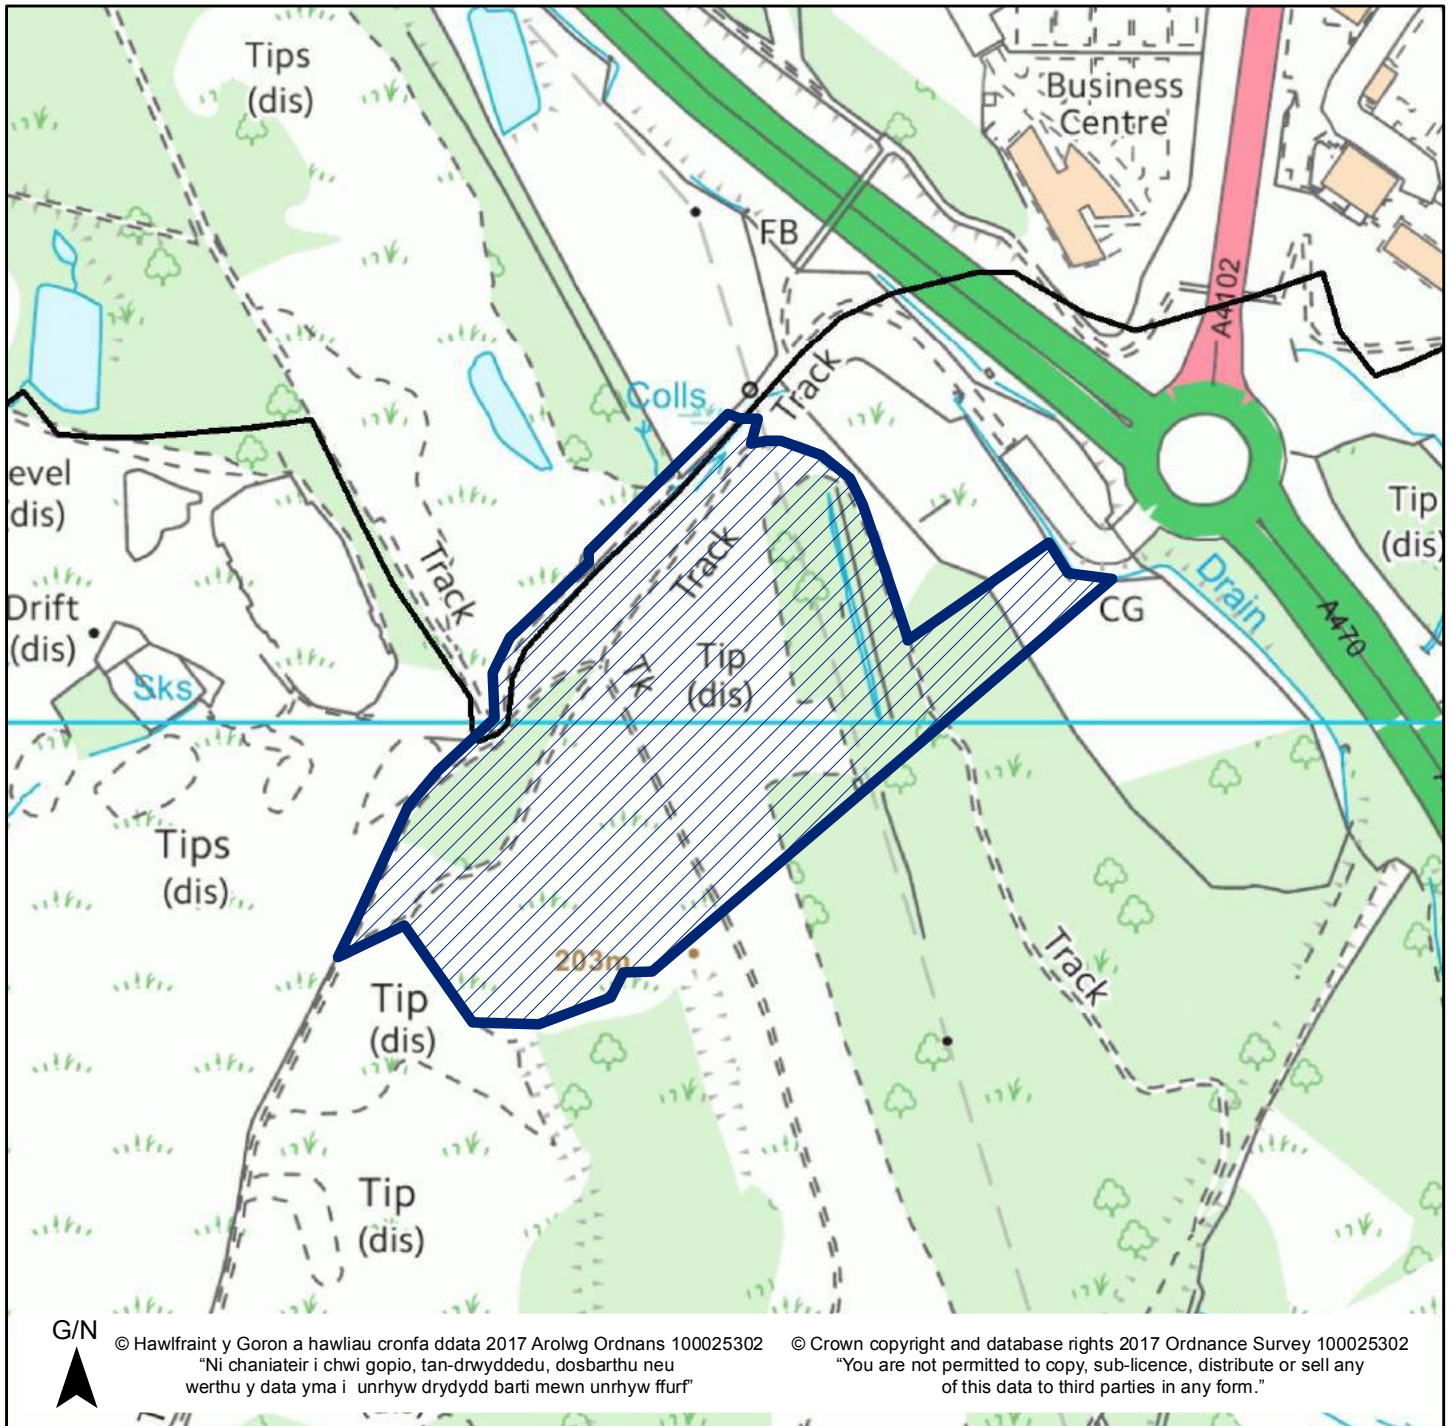 Tips
(dis)
Business
Centre
FB
A4102
Colls
Track
evel
dis)
Tip
(dis)
Track
Track
Drain
Drift
(dis)
CG
A470
Tk
Tip
(dis)
Sks
Tips
(dis)
203m
Track
Tip
(dis)
Tip
(dis)
G/N
© Hawlfraint y Goron a hawliau cronfa ddata 2017 Arolwg Ordnans 100025302
“Ni chaniateir i chwi gopio, tan-drwyddedu, dosbarthu neu
werthu y data yma i unrhyw drydydd barti mewn unrhyw ffurf”
© Crown copyright and database rights 2017 Ordnance Survey 100025302
“You are not permitted to copy, sub-licence, distribute or sell any
of this data to third parties in any form.”